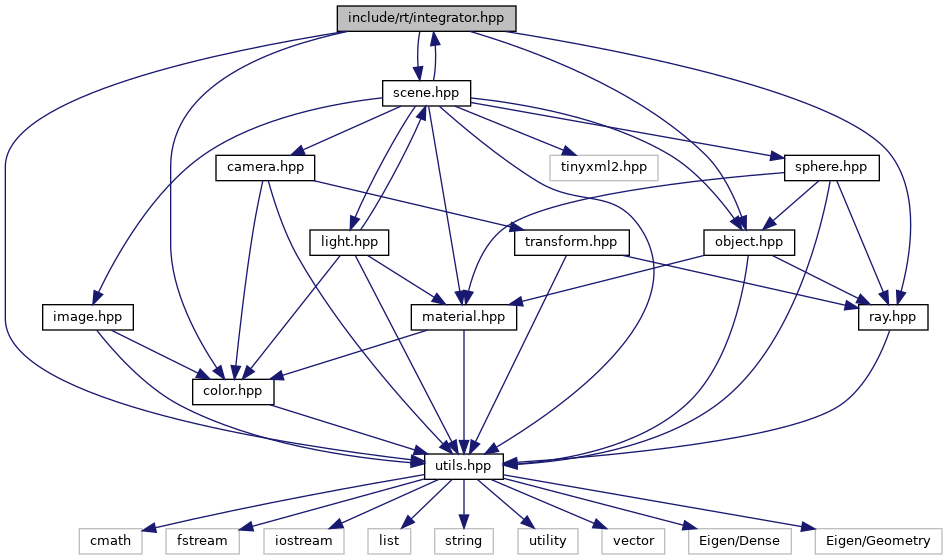 include/rt/integrator.hpp
scene.hpp
camera.hpp
tinyxml2.hpp
sphere.hpp
light.hpp
transform.hpp
object.hpp
image.hpp
material.hpp
ray.hpp
color.hpp
utils.hpp
cmath
fstream
iostream
list
string
utility
vector
Eigen/Dense
Eigen/Geometry